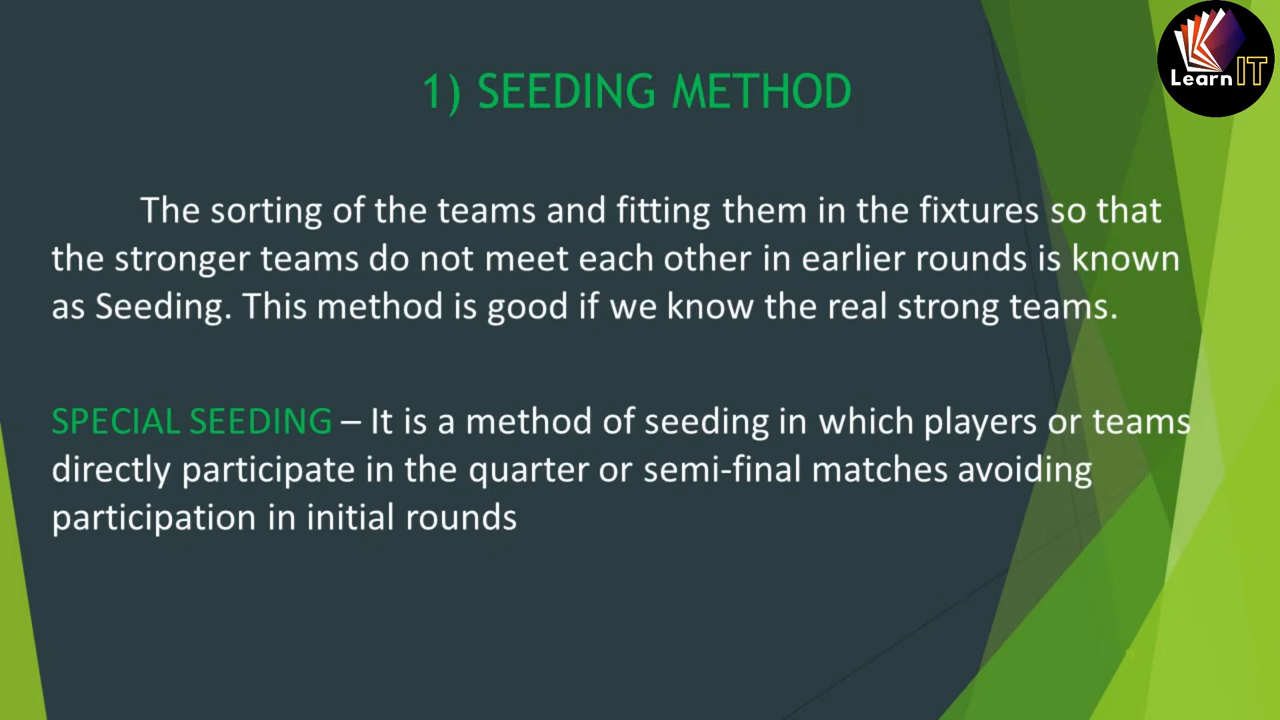 LearnIT
1) SEEDING METHOD
The sorting of the teams and fitting them in the fixtures so that
the stronger teams do not meet each other in earlier rounds is known
as Seeding. This method is good if we know the real strong teams.
SPECIAL SEEDING – It is a method of seeding in which players or teams
directly participate in the quarter or semi-final matches avoiding
participation in initial rounds